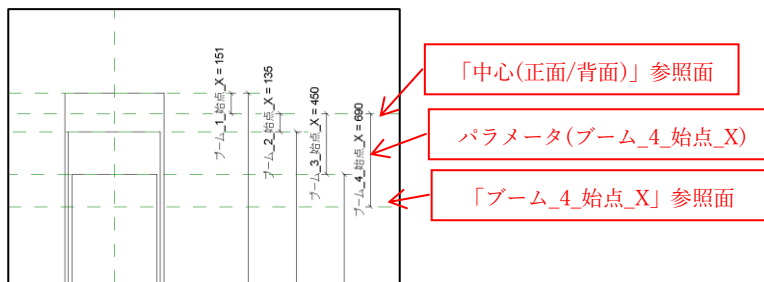 ブーム_1_始点_X = 151
ブーム_2_始点_X = 135
ブーム_3_始点_X = 450
ブーム_4_始点_X = 690
「中心(正面/背面)」参照面
パラメータ(ブーム_4_始点_X)
「ブーム_4_始点_X」参照面